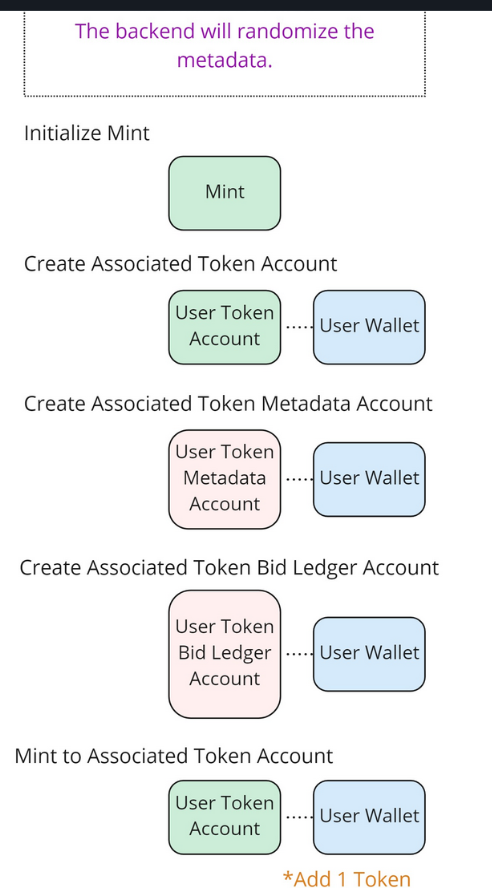 The backend will randomize the
metadata.
Initialize Mint
Mint
Create Associated Token Account
User Token
Account
User Wallet
Create Associated Token Metadata Account
User Token
Metadata
Account
User Wallet
Create Associated Token Bid Ledger Account
User Token
Bid Ledger
Account
User Wallet
Mint to Associated Token Account
User Token
Account
User Wallet
*Add 1 Token